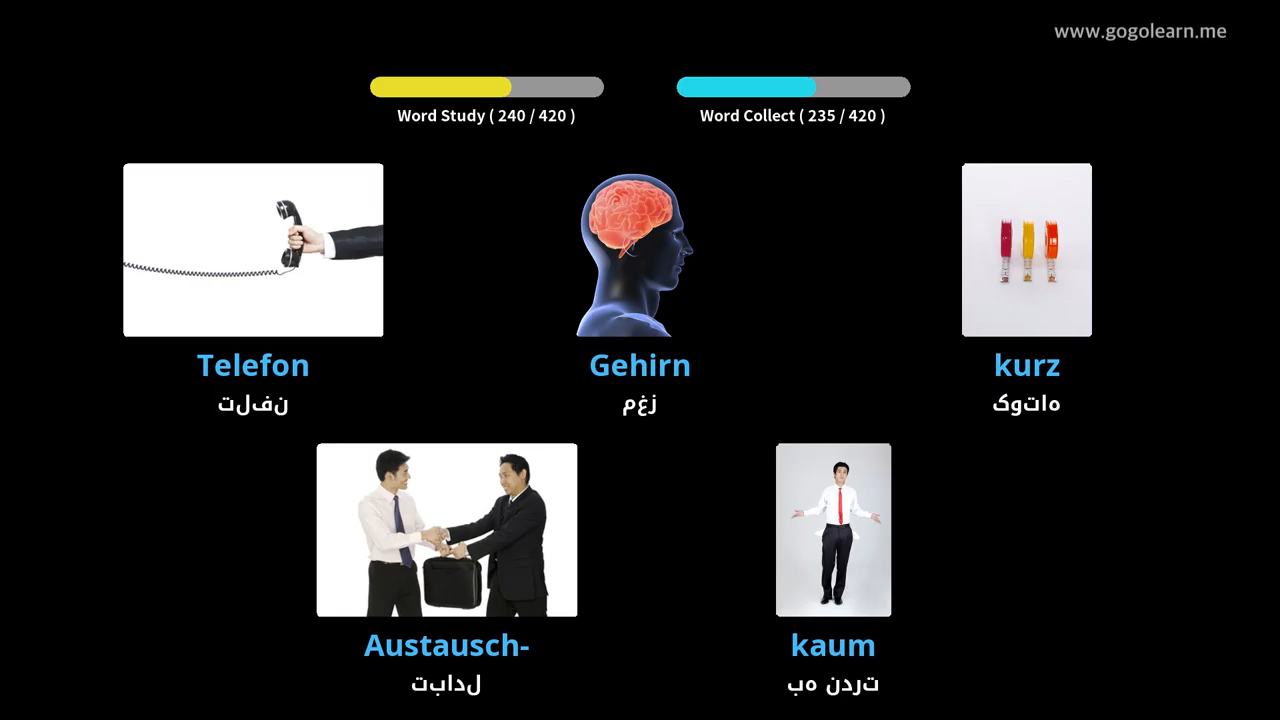 www.gogolearn.me
Word Study ( 240 / 420 )
Word Collect ( 235 / 420 )
Telefon
نفلت
Gehirn
زغم
kurz
هاتوک
Austausch-
لدابت
kaum
تردن هب